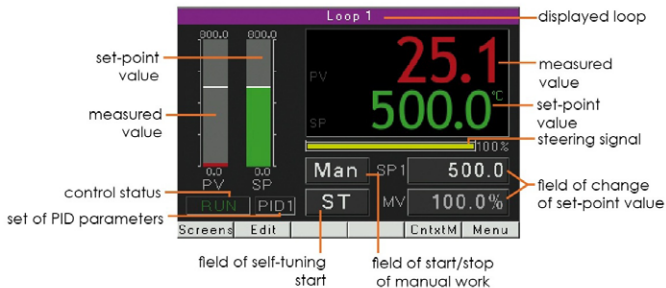 Loop 1
displayed loop
800.0
800.0
set-point
value
measured
value
PV
25.1
measured
value
°C
SP
500.0
set-point
value
steering signal
100%
0.0
0.0
PV
SP
Man
SP1
500.0
control status
RUN
PID1
ST
MV
100.0%
field of change
of set-point value
set of PID parameters
Screens
Edit
CntxtM
Menu
field of self-tuning
start
field of start/stop
of manual work